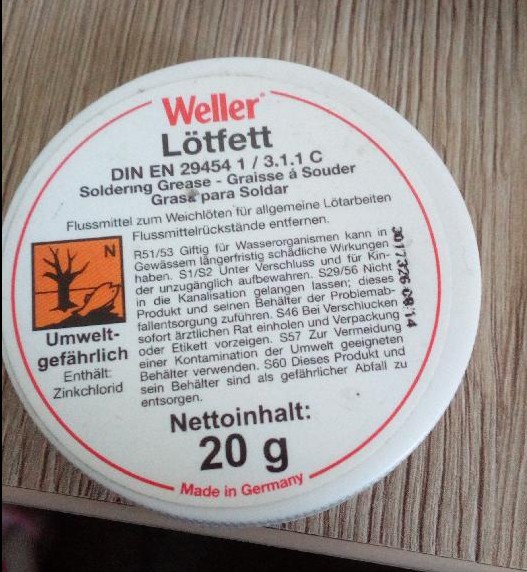 Weller®
Lötfett
DIN EN 29454 1 / 3.1.1 C
Soldering Grease - Graisse á Souder
Grasa para Soldar
Flussmittel zum Weichlöten für allgemeine Lötarbeiten
Flussmittelrückstände entfernen.
N
Umwelt-
gefährlich
Enthält:
Zinkchlorid
R51/53 Giftig für Wasserorganismen kann in
Gewässern längerfristig schädliche Wirkungen
haben. S1/S2 Unter Verschluss und für Kin-
der unzugänglich aufbewahren. S29/56 Nicht
in die Kanalisation gelangen lassen; dieses
Produkt und seinen Behälter der Problemab-
fallentsorgung zuführen. S46 Bei Verschlucken
sofort ärztlichen Rat einholen und Verpackung
oder Etikett vorzeigen. S57 Zur Vermeidung
einer Kontamination der Umwelt geeigneten
Behälter verwenden. S60 Dieses Produkt und
sein Behälter sind als gefährlicher Abfall zu
entsorgen.
3017326 08/14
Nettoinhalt:
20 g
Made in Germany